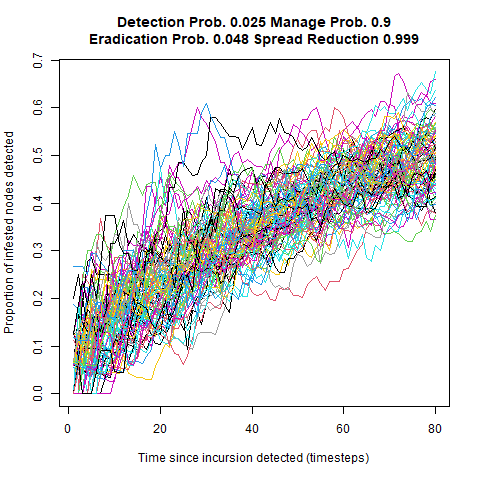 Detection Prob. 0.025 Manage Prob. 0.9
Eradication Prob. 0.048 Spread Reduction 0.999
Proportion of infested nodes detected
0.7
0.6
0.5
0.4
0.3
0.2
0.1
0.0
0 20 40 60 80
Time since incursion detected (timesteps)